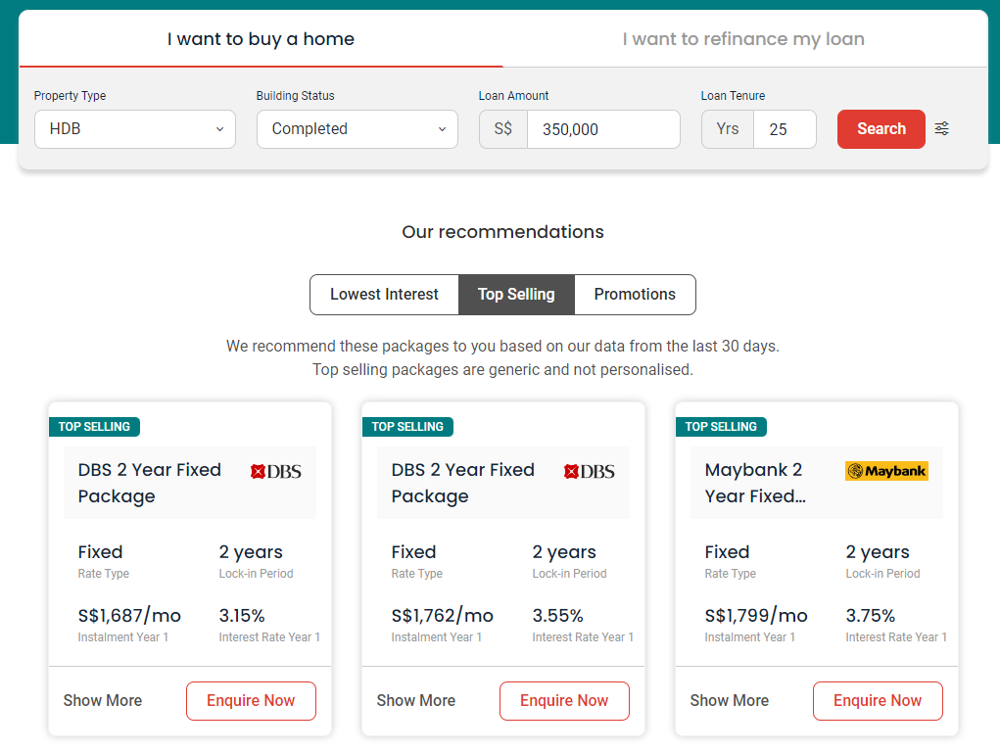 I want to buy a home
I want to refinance my loan
Property Type
Building Status
Loan Amount
Loan Tenure
HDB
Completed
S$
350,000
Yrs
25
Search
Our recommendations
Lowest Interest
Top Selling
Promotions
We recommend these packages to you based on our data from the last 30 days.
Top selling packages are generic and not personalised.
TOP SELLING
DBS 2 Year Fixed
Package
DBS
Fixed
Rate Type
2 years
Lock-in Period
S$1,687/mo
Instalment Year 1
3.15%
Interest Rate Year 1
Show More
Enquire Now
TOP SELLING
DBS 2 Year Fixed
Package
DBS
Fixed
Rate Type
2 years
Lock-in Period
S$1,762/mo
Instalment Year 1
3.55%
Interest Rate Year 1
Show More
Enquire Now
TOP SELLING
Maybank 2
Year Fixed...
Maybank
Fixed
Rate Type
2 years
Lock-in Period
S$1,799/mo
Instalment Year 1
3.75%
Interest Rate Year 1
Show More
Enquire Now